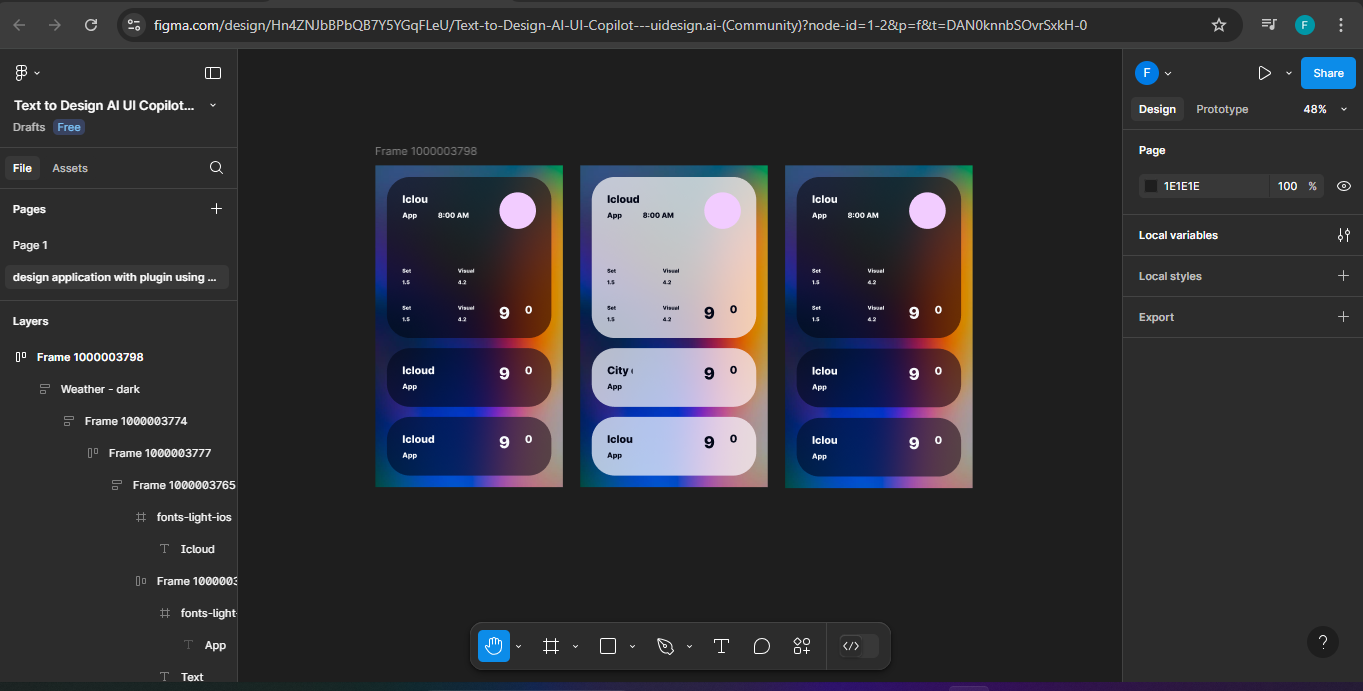 figma.com/design/Hn4ZNJbBPbQB7Y5YGqFLeU/Text-to-Design-AI-UI-Copilot---uidesign.ai-(Community)?node-id=1-2&p=f&t=DAN0knnbSOvrSxkH-0
F
Text to Design AI UI Copilot...
Drafts Free
File Assets
Pages
Page 1
design application with plugin using ...
Layers
Frame 1000003798
Weather - dark
Frame 1000003774
Frame 1000003777
Frame 1000003765
fonts-light-ios
Icloud
Frame 100000
fonts-light-
App
Text
Frame 1000003798
Iclou
App 8:00 AM
Set Visual
1.5 4.2
Set Visual
1.5 4.2
9 0
Icloud
App
9 0
Icloud
App
9 0
Icloud
App 8:00 AM
Set Visual
1.5 4.2
Set Visual
1.5 4.2
9 0
City
App
9 0
Iclou
App
9 0
Iclou
App 8:00 AM
Set Visual
1.5 4.2
Set Visual
1.5 4.2
9 0
Iclou
App
9 0
Iclou
App
9 0
T
F
Share
Design Prototype 48%
Page
1E1E1E 100 %
Local variables
Local styles
Export
?